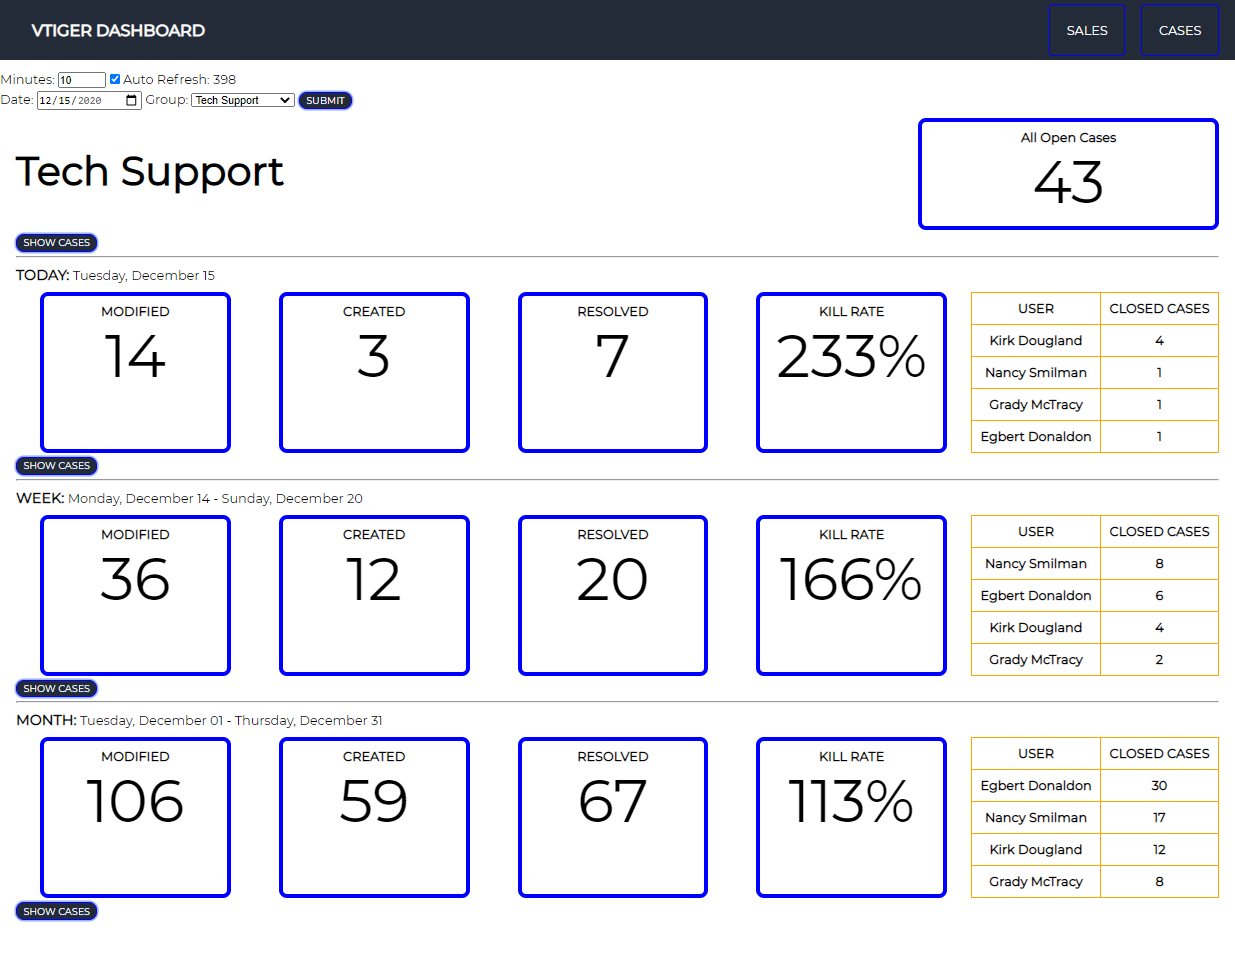 VTIGER DASHBOARD SALES CASES
Minutes: 10 Auto Refresh: 398
Date: 12/15/2020 Group: Tech Support SUBMIT
All Open Cases
Tech Support 43
SHOW CASES
TODAY: Tuesday, December 15
MODIFIED CREATED RESOLVED KILL RATE
14 3 7 233%
USER CLOSED CASES
Kirk Dougland 4
Nancy Smilman 1
Grady McTracy 1
Egbert Donaldon 1
SHOW CASES
WEEK: Monday, December 14 - Sunday, December 20
MODIFIED CREATED RESOLVED KILL RATE
36 12 20 166%
USER CLOSED CASES
Nancy Smilman 8
Egbert Donaldon 6
Kirk Dougland 4
Grady McTracy 2
SHOW CASES
MONTH: Tuesday, December 01 - Thursday, December 31
MODIFIED CREATED RESOLVED KILL RATE
106 59 67 113%
USER CLOSED CASES
Egbert Donaldon 30
Nancy Smilman 17
Kirk Dougland 12
Grady McTracy 8
SHOW CASES